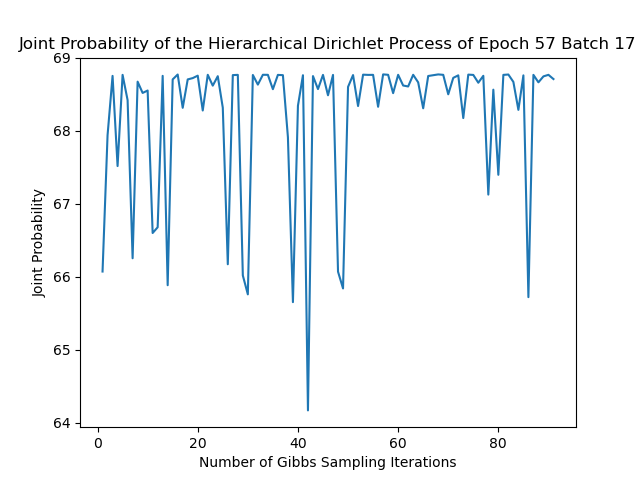 Joint Probability of the Hierarchical Dirichlet Process of Epoch 57 Batch 17
69
68
67
66
65
64
Joint Probability
0 20 40 60 80
Number of Gibbs Sampling Iterations